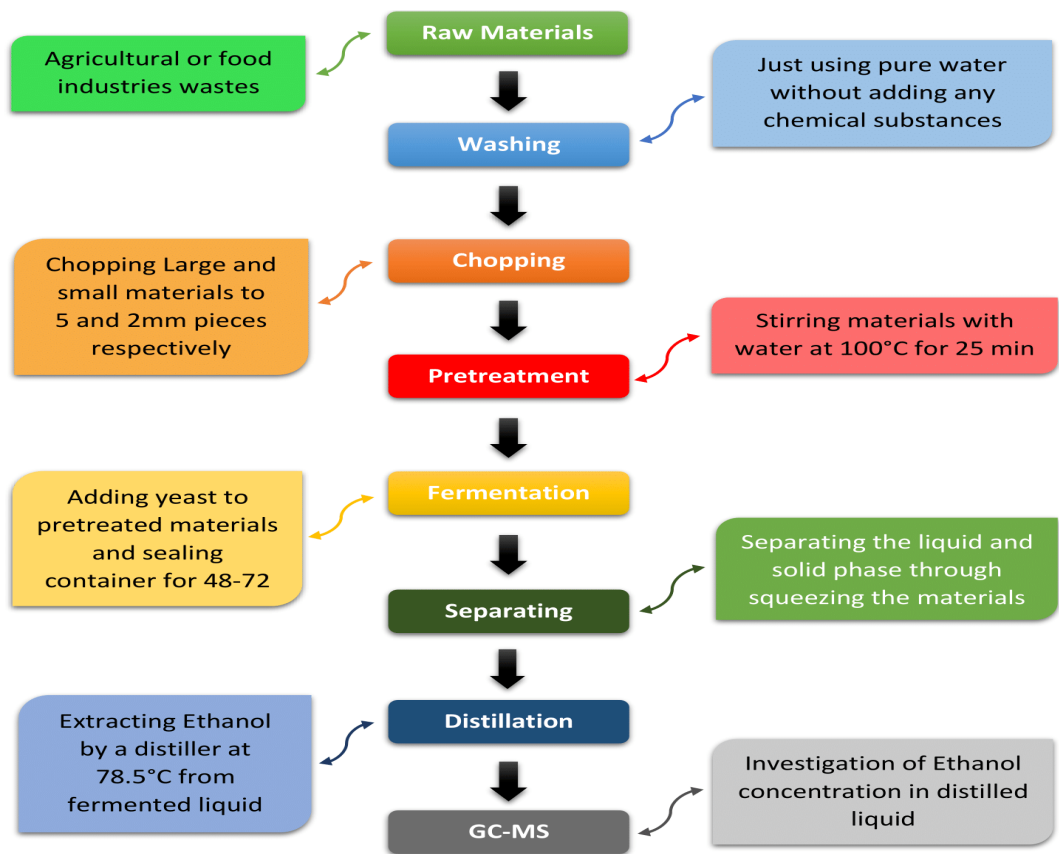 Raw Materials
Agricultural or food
industries wastes
Just using pure water
without adding any
chemical substances
Washing
Chopping
Chopping Large and
small materials to
5 and 2mm pieces
respectively
Stirring materials with
water at 100°C for 25 min
Pretreatment
Fermentation
Adding yeast to
pretreated materials
and sealing
container for 48-72
Separating the liquid and
solid phase through
squeezing the materials
Separating
Distillation
Extracting Ethanol
by a distiller at
78.5°C from
fermented liquid
Investigation of Ethanol
concentration in distilled
liquid
GC-MS